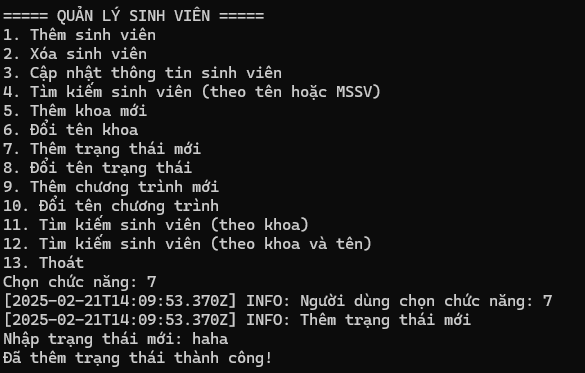 ===== QUẢN LÝ SINH VIÊN =====
1. Thêm sinh viên
2. Xóa sinh viên
3. Cập nhật thông tin sinh viên
4. Tìm kiếm sinh viên (theo tên hoặc MSSV)
5. Thêm khoa mới
6. Đổi tên khoa
7. Thêm trạng thái mới
8. Đổi tên trạng thái
9. Thêm chương trình mới
10. Đổi tên chương trình
11. Tìm kiếm sinh viên (theo khoa)
12. Tìm kiếm sinh viên (theo khoa và tên)
13. Thoát
Chọn chức năng: 7
[2025-02-21T14:09:53.370Z] INFO: Người dùng chọn chức năng: 7
[2025-02-21T14:09:53.370Z] INFO: Thêm trạng thái mới
Nhập trạng thái mới: haha
Đã thêm trạng thái thành công!